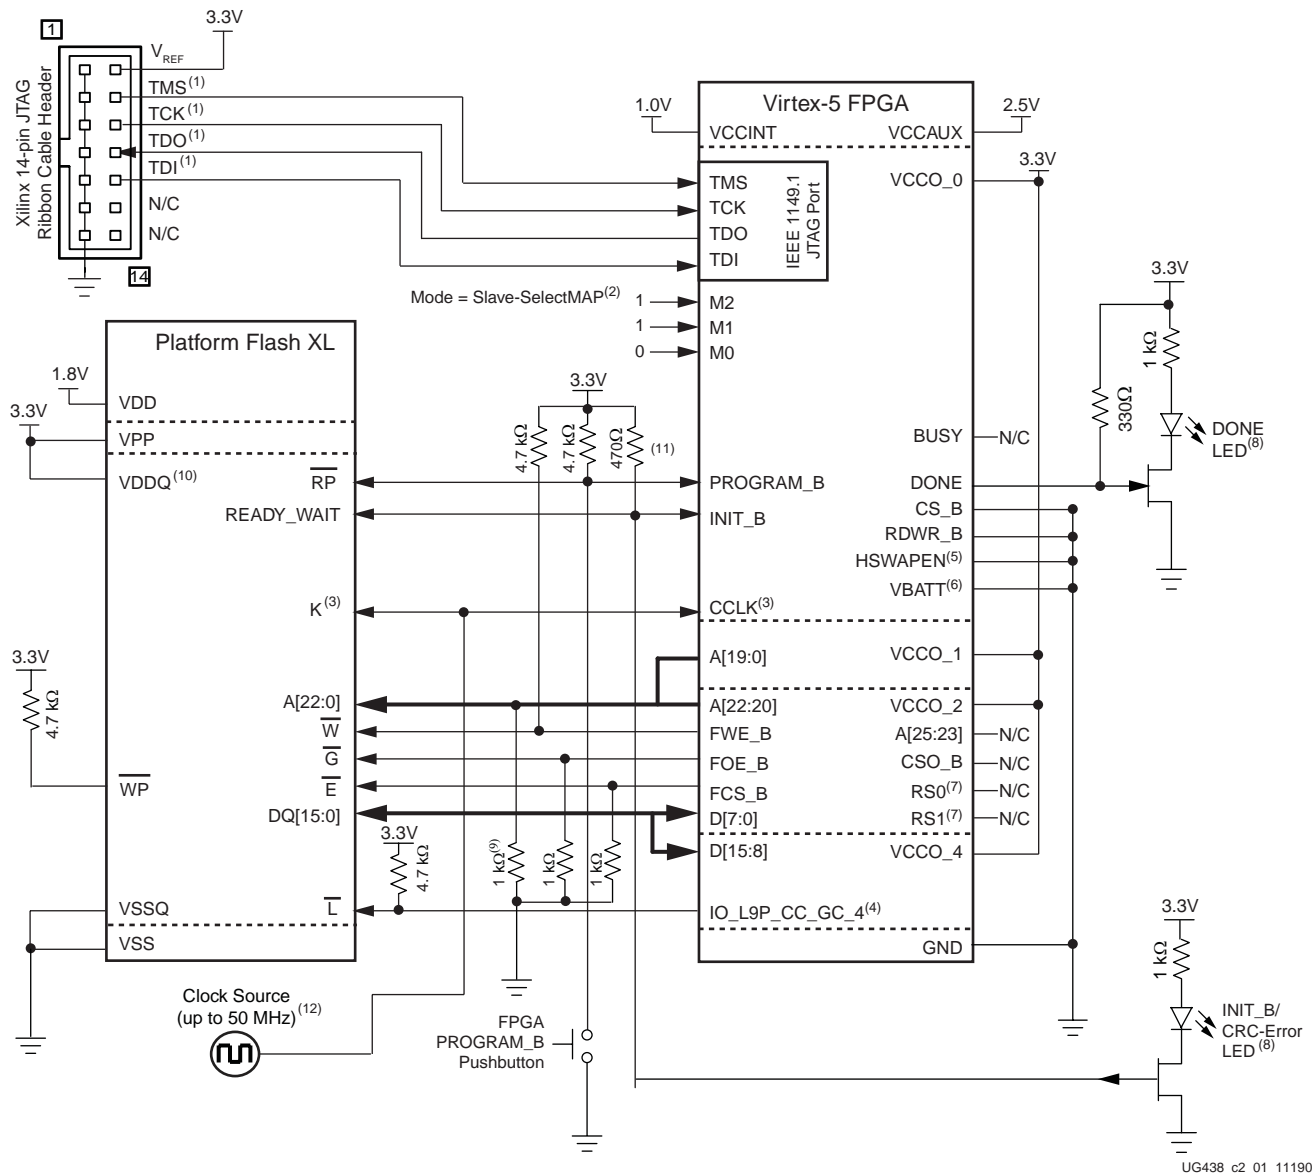 3.3V
1
VREF
TMS(1)
TCK(1)
TDO(1)
TDI(1)
N/C
N/C
Xilinx 14-pin JTAG
Ribbon Cable Header
14
Virtex-5 FPGA
1.0V
VCCINT
VCCAUX
2.5V
3.3V
VCCO_0
TMS
TCK
TDO
TDI
IEEE 1149.1
JTAG Port
Mode = Slave-SelectMAP(2)
1
M2
1
M1
0
M0
3.3V
1 kΩ
330Ω
DONE
LED(8)
Platform Flash XL
1.8V
VDD
3.3V
VPP
VDDQ(10)
RP
READY_WAIT
3.3V
4.7 kΩ
4.7 kΩ
470Ω
(11)
BUSY
N/C
PROGRAM_B
DONE
INIT_B
CS_B
RDWR_B
HSWAPEN(5)
VBATT(6)
K(3)
CCLK(3)
A[19:0]
VCCO_1
3.3V
4.7 kΩ
WP
A[22:0]
W
G
E
DQ[15:0]
A[22:20]
FWE_B
FOE_B
FCS_B
D[7:0]
D[15:8]
VCCO_2
A[25:23]
N/C
CSO_B
N/C
RS0(7)
N/C
RS1(7)
N/C
VCCO_4
3.3V
4.7 kΩ
1 kΩ(9)
1 kΩ
1 kΩ
VSSQ
L
IO_L9P_CC_GC_4(4)
VSS
GND
Clock Source
(up to 50 MHz)(12)
FPGA
PROGRAM_B
Pushbutton
3.3V
1 kΩ
INIT_B/
CRC-Error
LED(8)
UG438_c2_01_11190